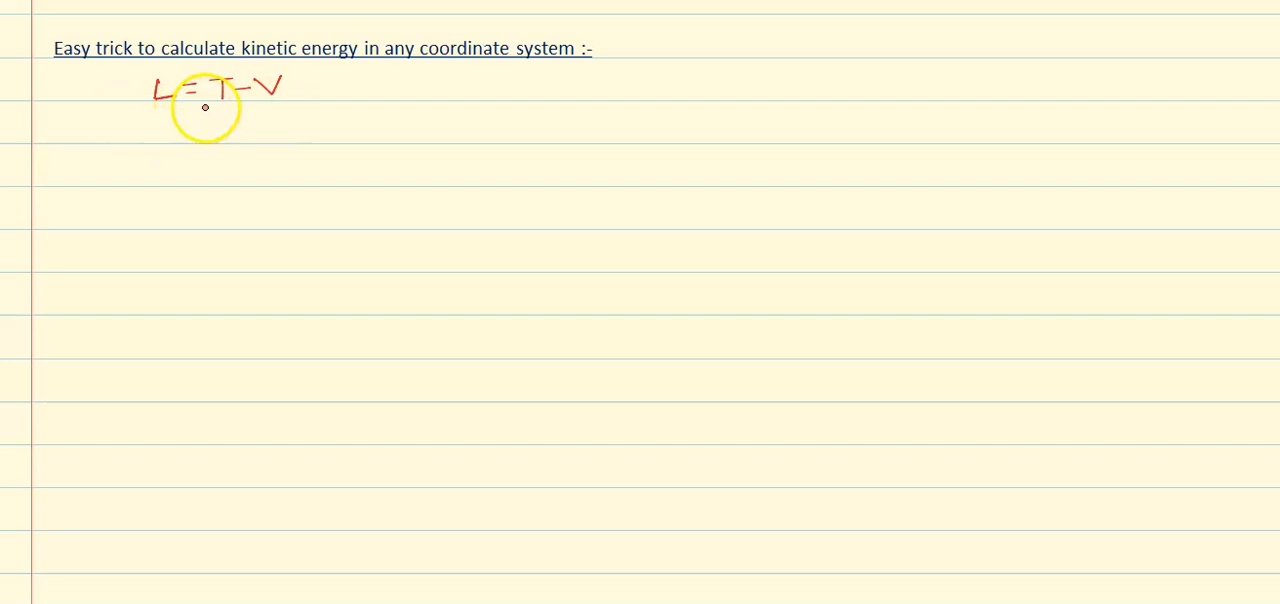 Easy trick to calculate kinetic energy in any coordinate system :-
L = T - V